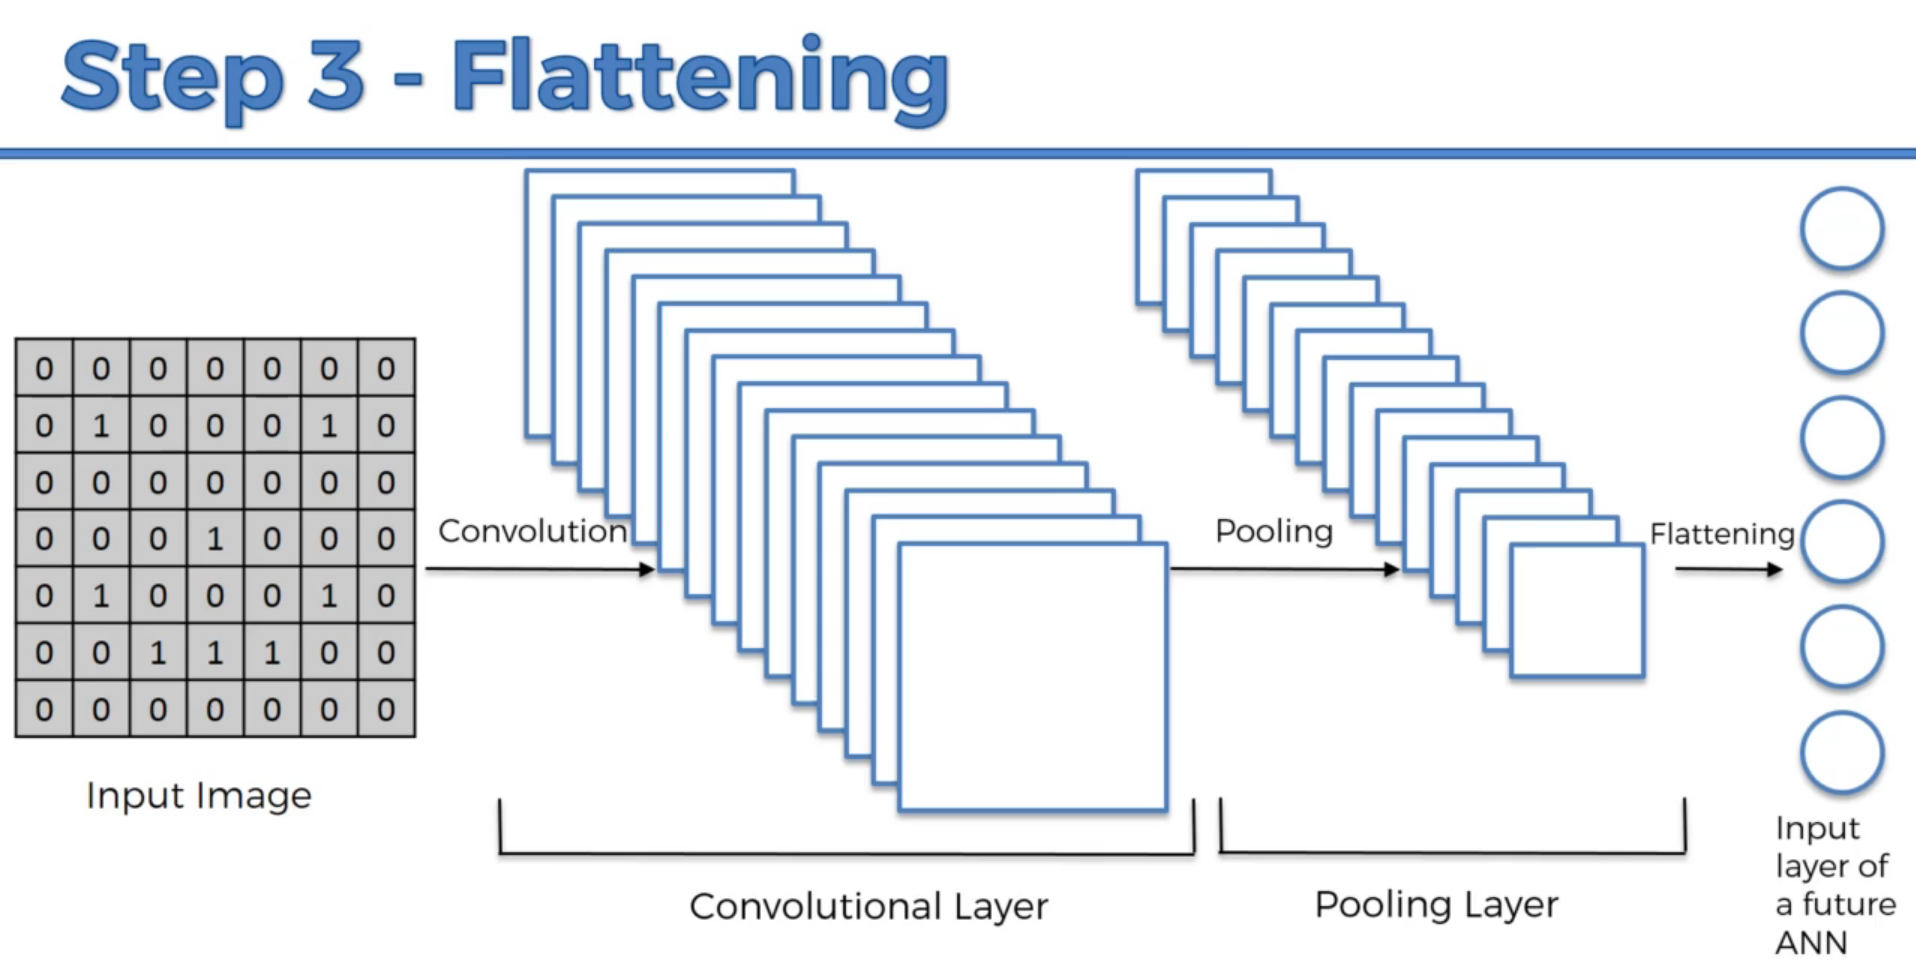 Step 3 - Flattening
0 0 0 0 0 0 0
0 1 0 0 0 1 0
0 0 0 0 0 0 0
0 0 0 1 0 0 0
0 1 0 0 0 1 0
0 0 1 1 1 0 0
0 0 0 0 0 0 0
Input Image
Convolution
Convolutional Layer
Pooling
Pooling Layer
Flattening
Input
layer of
a future
ANN